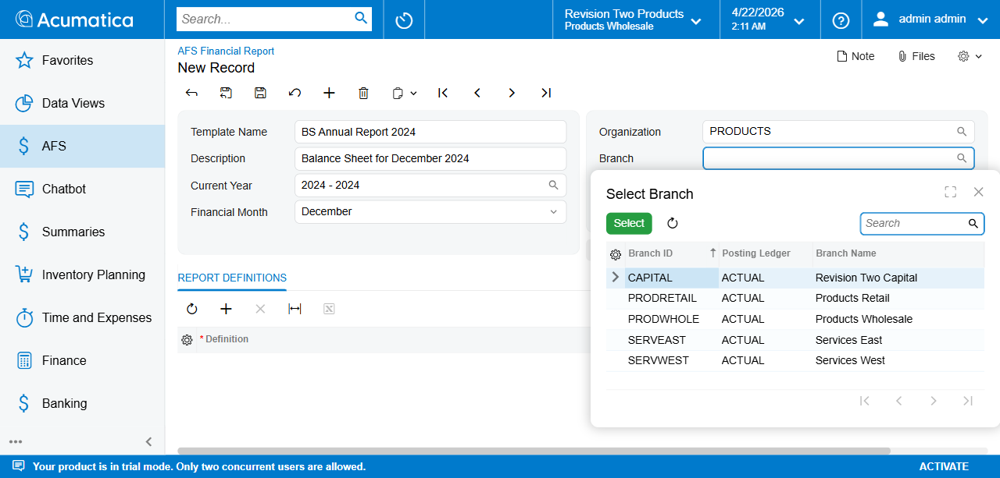 Acumatica
Search...
Revision Two Products
Products Wholesale
4/22/2026
2:11 AM
admin admin
Favorites
Data Views
AFS
Chatbot
Summaries
Inventory Planning
Time and Expenses
Finance
Banking
AFS Financial Report
New Record
Note
Files
Template Name
BS Annual Report 2024
Description
Balance Sheet for December 2024
Current Year
2024 - 2024
Financial Month
December
Organization
PRODUCTS
Branch
REPORT DEFINITIONS
* Definition
Select Branch
Select
Search
Branch ID Posting Ledger Branch Name
CAPITAL ACTUAL Revision Two Capital
PRODRETAIL ACTUAL Products Retail
PRODWHOLE ACTUAL Products Wholesale
SERVEAST ACTUAL Services East
SERVWEST ACTUAL Services West
Your product is in trial mode. Only two concurrent users are allowed.
ACTIVATE